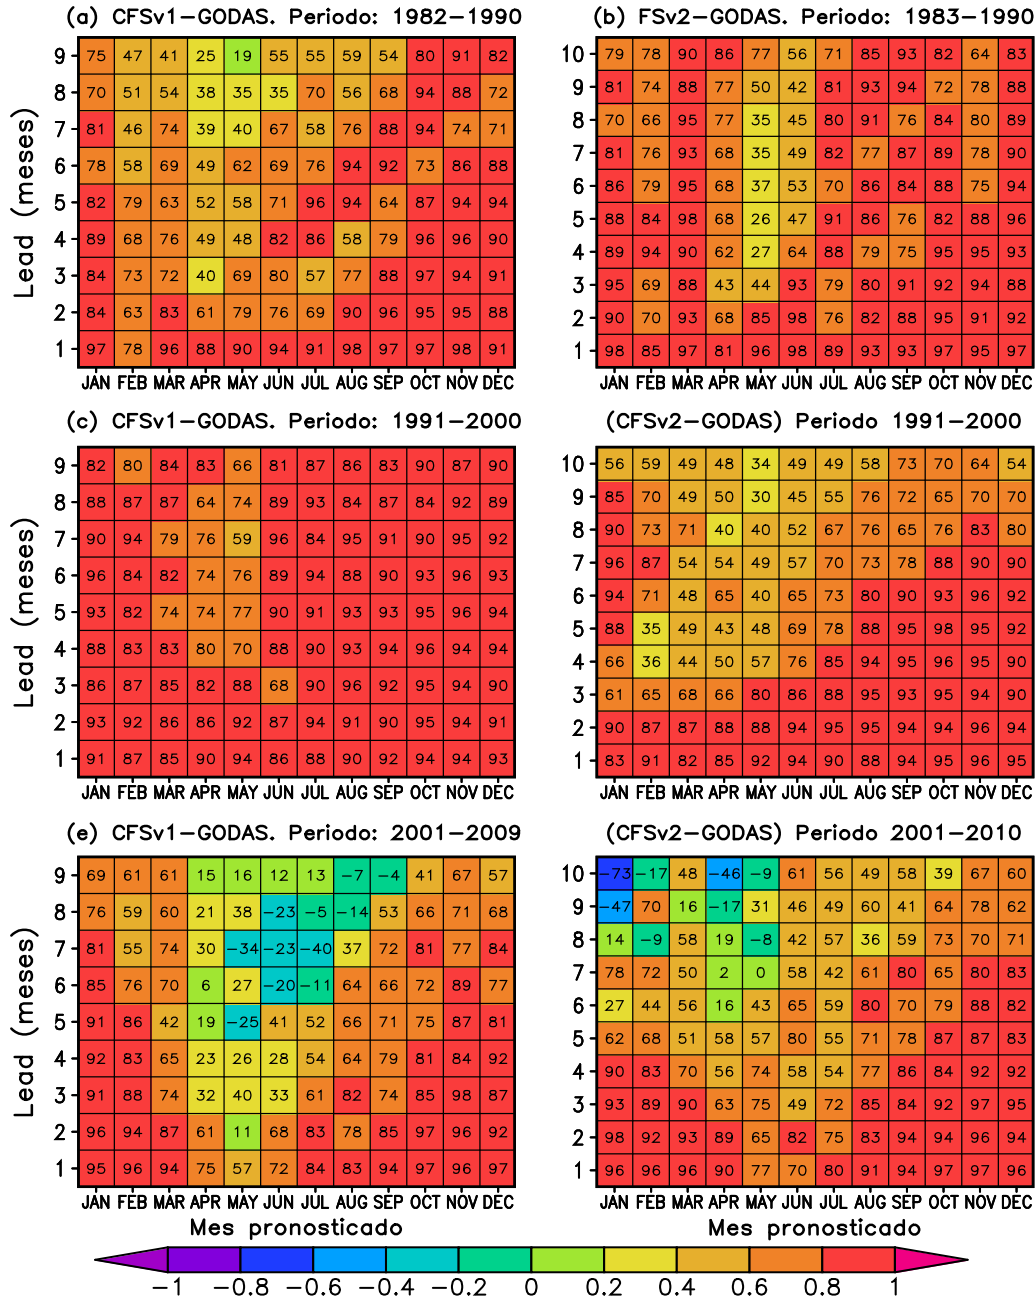 (a) CFSv1-GODAS. Periodo: 1982-1990
9 75 47 41 25 19 55 55 59 54 80 91 82
8 70 51 54 38 35 35 70 56 68 94 88 72
7 81 46 74 39 40 67 58 76 88 94 74 71
6 78 58 69 49 62 69 76 94 92 73 86 88
5 82 79 63 52 58 71 96 94 64 87 94 94
4 89 68 76 49 48 82 86 58 79 96 96 90
3 84 73 72 40 69 80 57 77 88 97 94 91
2 84 63 83 61 79 76 69 90 96 95 95 88
1 97 78 96 88 90 94 91 98 97 97 98 91
JAN FEB MAR APR MAY JUN JUL AUG SEP OCT NOV DEC
Lead (meses)
(b) FSv2-GODAS. Periodo: 1983-1990
10 79 78 90 86 77 56 71 85 93 82 64 83
9 81 74 88 77 50 42 81 93 94 72 78 88
8 70 66 95 77 35 45 80 91 76 84 80 89
7 81 76 93 68 35 49 82 77 87 89 78 90
6 86 79 95 68 37 53 70 86 84 88 75 94
5 88 84 98 68 26 47 91 86 76 82 88 96
4 89 94 90 62 27 64 88 79 75 95 95 93
3 95 69 88 43 44 93 79 80 91 92 94 88
2 90 70 93 68 85 98 76 82 88 95 91 92
1 98 85 97 81 96 98 89 93 93 97 95 97
JAN FEB MAR APR MAY JUN JUL AUG SEP OCT NOV DEC
(c) CFSv1-GODAS. Periodo: 1991-2000
9 82 80 84 83 66 81 87 86 83 90 87 90
8 88 87 87 64 74 87 93 84 87 84 92 89
7 90 94 79 76 59 96 84 95 91 90 95 92
6 96 84 82 74 76 89 94 88 90 93 96 93
5 93 82 74 74 77 90 91 93 93 95 96 94
4 88 83 83 80 70 88 90 93 94 96 94 94
3 86 87 85 82 88 68 90 96 92 95 94 90
2 93 92 86 86 92 87 94 91 90 95 94 91
1 91 87 85 90 94 86 88 90 92 94 94 93
JAN FEB MAR APR MAY JUN JUL AUG SEP OCT NOV DEC
Lead (meses)
(CFSv2-GODAS) Periodo 1991-2000
10 56 59 49 48 34 49 49 58 73 70 64 54
9 85 70 49 50 30 45 55 76 72 65 70 70
8 90 73 71 40 40 52 67 76 65 76 83 80
7 96 87 54 54 49 57 70 73 78 88 90 90
6 94 71 48 65 40 65 73 80 90 93 96 92
5 88 35 49 43 48 69 78 88 95 98 95 92
4 66 36 44 50 57 76 85 94 95 96 95 90
3 61 65 68 66 80 86 88 95 93 95 94 90
2 90 87 87 88 88 94 95 95 94 94 96 94
1 83 91 82 85 92 94 90 88 94 95 96 95
JAN FEB MAR APR MAY JUN JUL AUG SEP OCT NOV DEC
(e) CFSv1-GODAS. Periodo: 2001-2009
9 69 61 61 15 16 12 13 -7 -4 41 67 57
8 76 59 60 21 38 -23 -5 -14 53 66 71 68
7 81 55 74 30 -34 -23 -40 37 72 81 77 84
6 85 76 70 6 27 -20 -11 64 66 72 89 77
5 91 86 42 19 -25 41 52 66 71 75 87 81
4 92 83 65 23 26 28 54 64 79 81 84 92
3 91 88 74 32 40 33 61 82 74 85 98 87
2 96 94 87 61 11 68 83 78 85 97 96 92
1 95 96 94 75 57 72 84 83 94 97 96 97
JAN FEB MAR APR MAY JUN JUL AUG SEP OCT NOV DEC
Lead (meses)
Mes pronosticado
(CFSv2-GODAS) Periodo 2001-2010
10 -73 -17 48 -46 -9 61 56 49 58 39 67 60
9 -47 70 16 -17 31 46 49 60 41 64 78 62
8 14 -9 58 19 -8 42 57 36 59 73 70 71
7 78 72 50 2 0 58 42 61 80 65 80 83
6 27 44 56 16 43 65 59 80 70 79 88 82
5 62 68 51 58 57 80 55 71 78 87 87 83
4 90 83 70 56 74 58 54 77 86 84 92 92
3 93 89 90 63 75 49 72 85 84 92 97 95
2 98 92 93 89 65 82 75 83 94 94 96 94
1 96 96 96 90 77 70 80 91 94 97 97 96
JAN FEB MAR APR MAY JUN JUL AUG SEP OCT NOV DEC
Mes pronosticado
-1 -0.8 -0.6 -0.4 -0.2 0 0.2 0.4 0.6 0.8 1